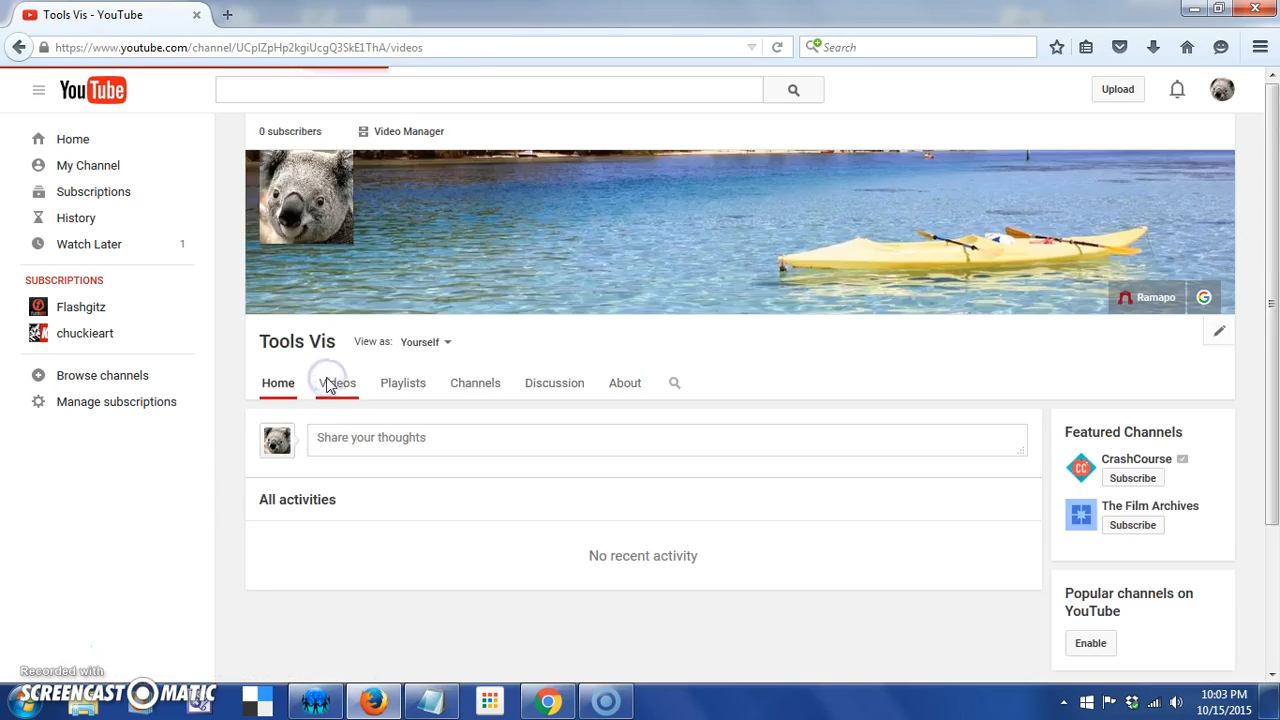 Tools Vis - YouTube
https://www.youtube.com/channel/UCplZpHp2kgiUcgQ3SkE1ThA/videos
Search
YouTube
Upload
Home
My Channel
Subscriptions
History
Watch Later 1
SUBSCRIPTIONS
Flashgitz
chuckieart
Browse channels
Manage subscriptions
0 subscribers
Video Manager
Ramapo
G
Tools Vis
View as: Yourself
Home Videos Playlists Channels Discussion About
Share your thoughts
All activities
No recent activity
Featured Channels
CrashCourse
Subscribe
The Film Archives
Subscribe
Popular channels on
YouTube
Enable
Recorded with
SCREENCAST-O-MATIC
10:03 PM
10/15/2015